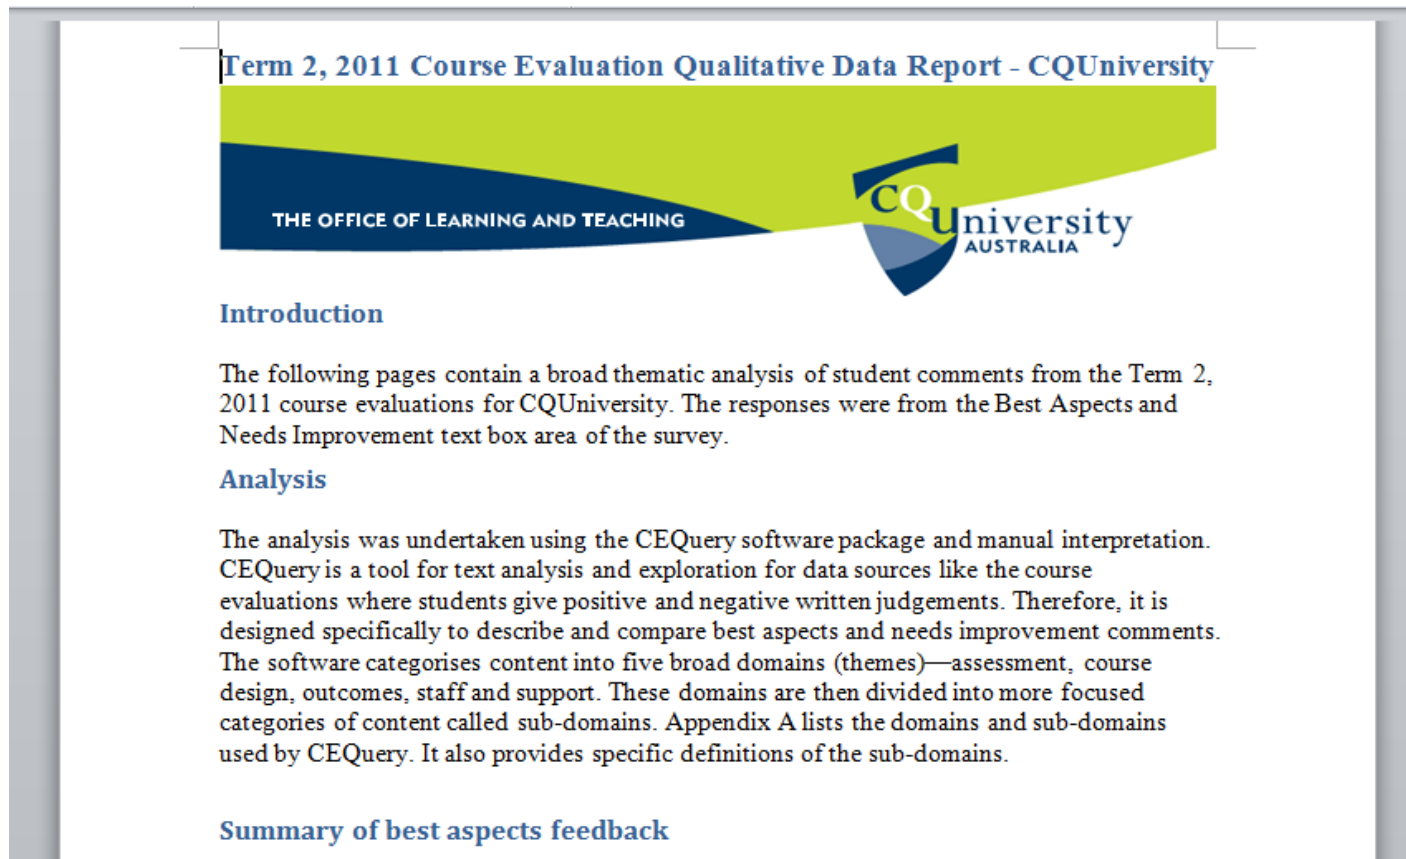 Term 2, 2011 Course Evaluation Qualitative Data Report - CQUniversity
THE OFFICE OF LEARNING AND TEACHING
CQUniversity
AUSTRALIA
Introduction
The following pages contain a broad thematic analysis of student comments from the Term 2,
2011 course evaluations for CQUniversity. The responses were from the Best Aspects and
Needs Improvement text box area of the survey.
Analysis
The analysis was undertaken using the CEQuery software package and manual interpretation.
CEQuery is a tool for text analysis and exploration for data sources like the course
evaluations where students give positive and negative written judgements. Therefore, it is
designed specifically to describe and compare best aspects and needs improvement comments.
The software categorises content into five broad domains (themes)—assessment, course
design, outcomes, staff and support. These domains are then divided into more focused
categories of content called sub-domains. Appendix A lists the domains and sub-domains
used by CEQuery. It also provides specific definitions of the sub-domains.
Summary of best aspects feedback